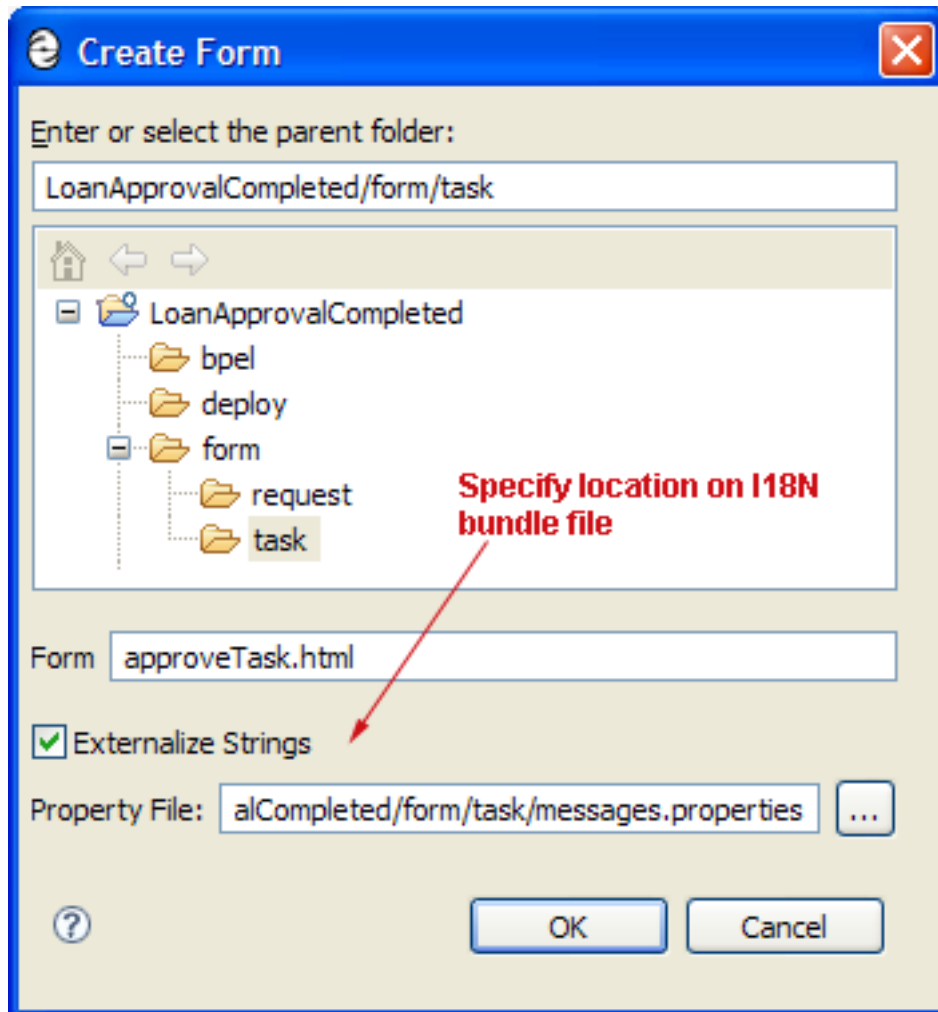 Create Form
Enter or select the parent folder:
LoanApprovalCompleted/form/task
LoanApprovalCompleted
bpel
deploy
form
request
task
Specify location on I18N
bundle file
Form approveTask.html
Externalize Strings
Property File: alCompleted/form/task/messages.properties ...
? OK Cancel